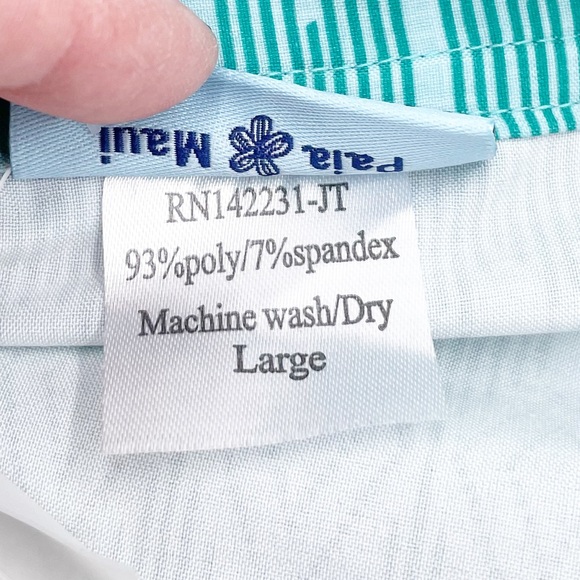 Paia Maui
RN142231-JT
93%poly/7%spandex
Machine wash/Dry
Large